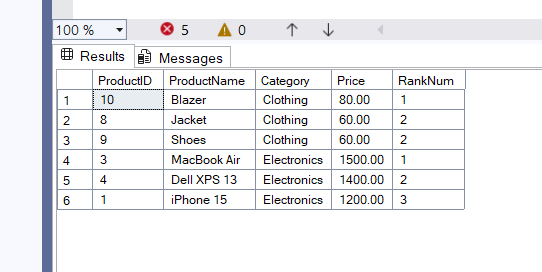 100 % 5 0
Results Messages
ProductID ProductName Category Price RankNum
1 10 Blazer Clothing 80.00 1
2 8 Jacket Clothing 60.00 2
3 9 Shoes Clothing 60.00 2
4 3 MacBook Air Electronics 1500.00 1
5 4 Dell XPS 13 Electronics 1400.00 2
6 1 iPhone 15 Electronics 1200.00 3